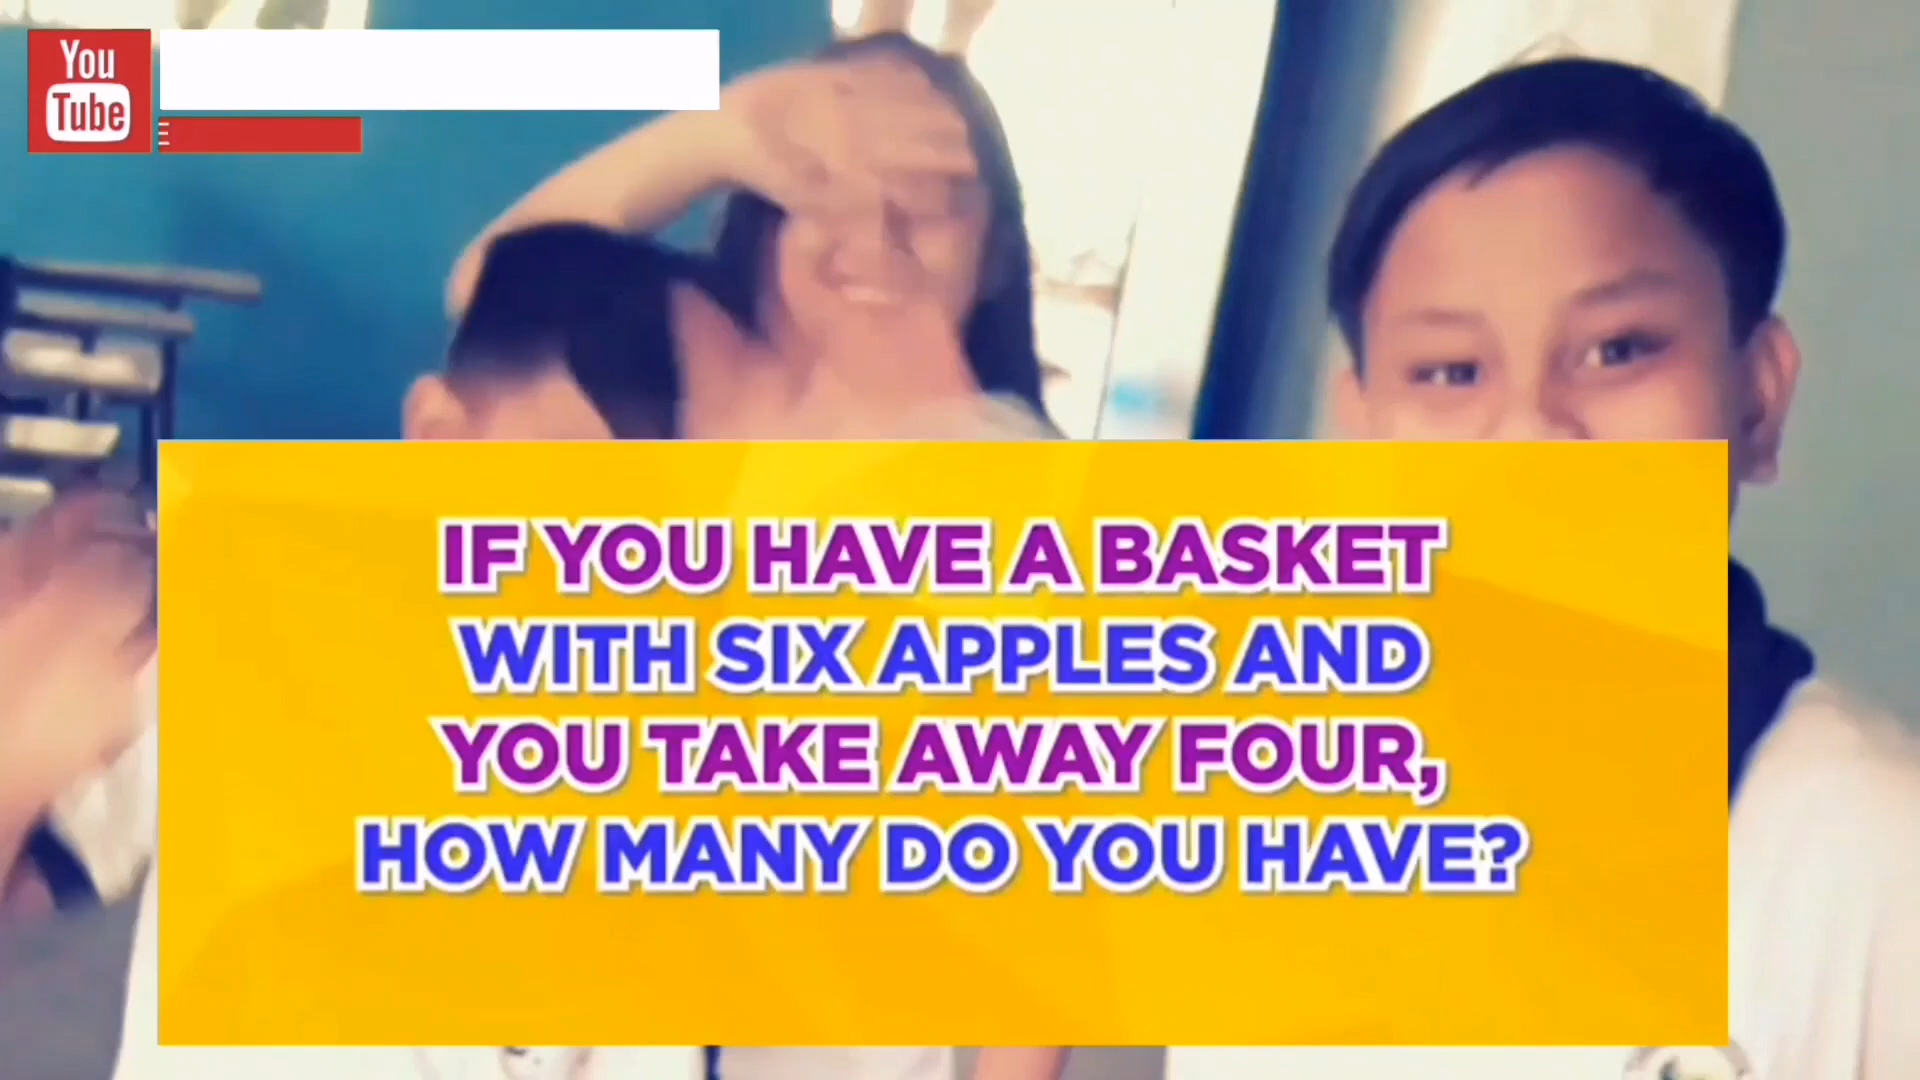 You
Tube
E
IF YOU HAVE A BASKET
WITH SIX APPLES AND
YOU TAKE AWAY FOUR,
HOW MANY DO YOU HAVE?